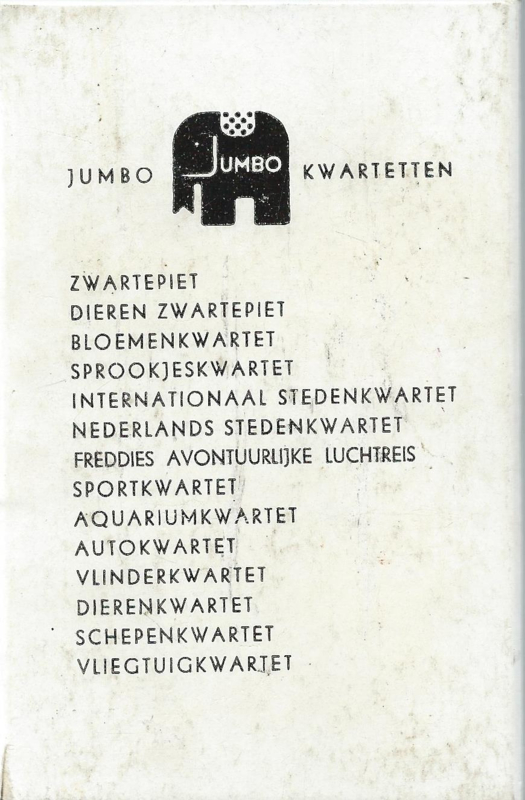 JUMBO JUMBO KWARTETTEN
ZWARTEPIET
DIEREN ZWARTEPIET
BLOEMENKWARTET
SPROOKJESKWARTET
INTERNATIONAAL STEDENKWARTET
NEDERLANDS STEDENKWARTET
FREDDIES AVONTUURLIJKE LUCHTREIS
SPORTKWARTET
AQUARIUMKWARTET
AUTOKWARTET
VLINDERKWARTET
DIERENKWARTET
SCHEPENKWARTET
VLIEGTUIGKWARTET